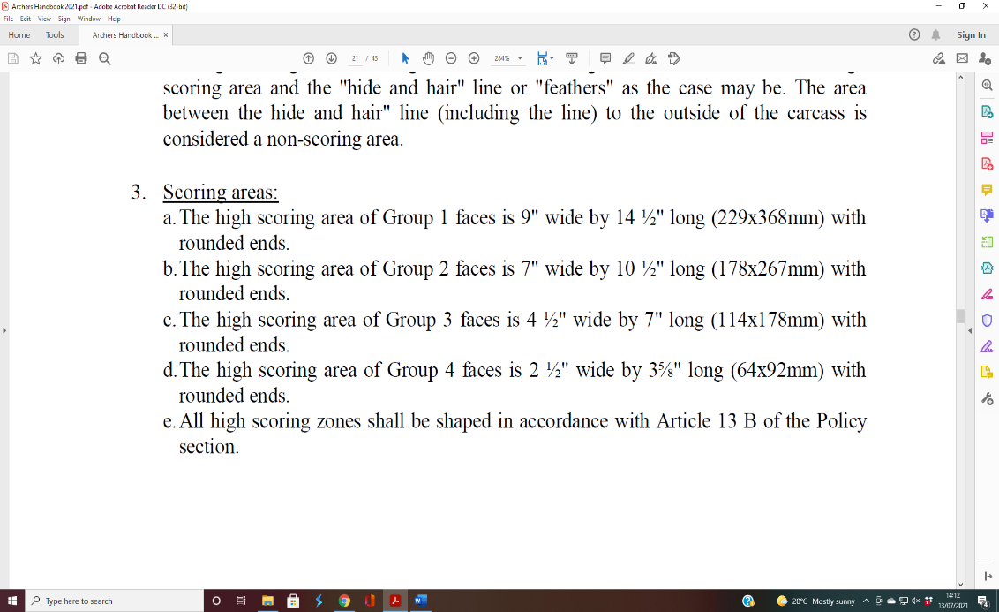 Archers Handbook 2021.pdf - Adobe Acrobat Reader DC (32-bit)
File Edit View Sign Window Help
Home Tools Archers Handbook ... × Sign In
21 / 43 284%
scoring area and the "hide and hair" line or "feathers" as the case may be. The area
between the hide and hair" line (including the line) to the outside of the carcass is
considered a non-scoring area.
3. Scoring areas:
a. The high scoring area of Group 1 faces is 9" wide by 14 ½" long (229x368mm) with
rounded ends.
b. The high scoring area of Group 2 faces is 7" wide by 10 ½" long (178x267mm) with
rounded ends.
c. The high scoring area of Group 3 faces is 4 ½" wide by 7" long (114x178mm) with
rounded ends.
d. The high scoring area of Group 4 faces is 2 ½" wide by 3⅝" long (64x92mm) with
rounded ends.
e. All high scoring zones shall be shaped in accordance with Article 13 B of the Policy
section.
Type here to search
20°C Mostly sunny
14:12
13/07/2021
4